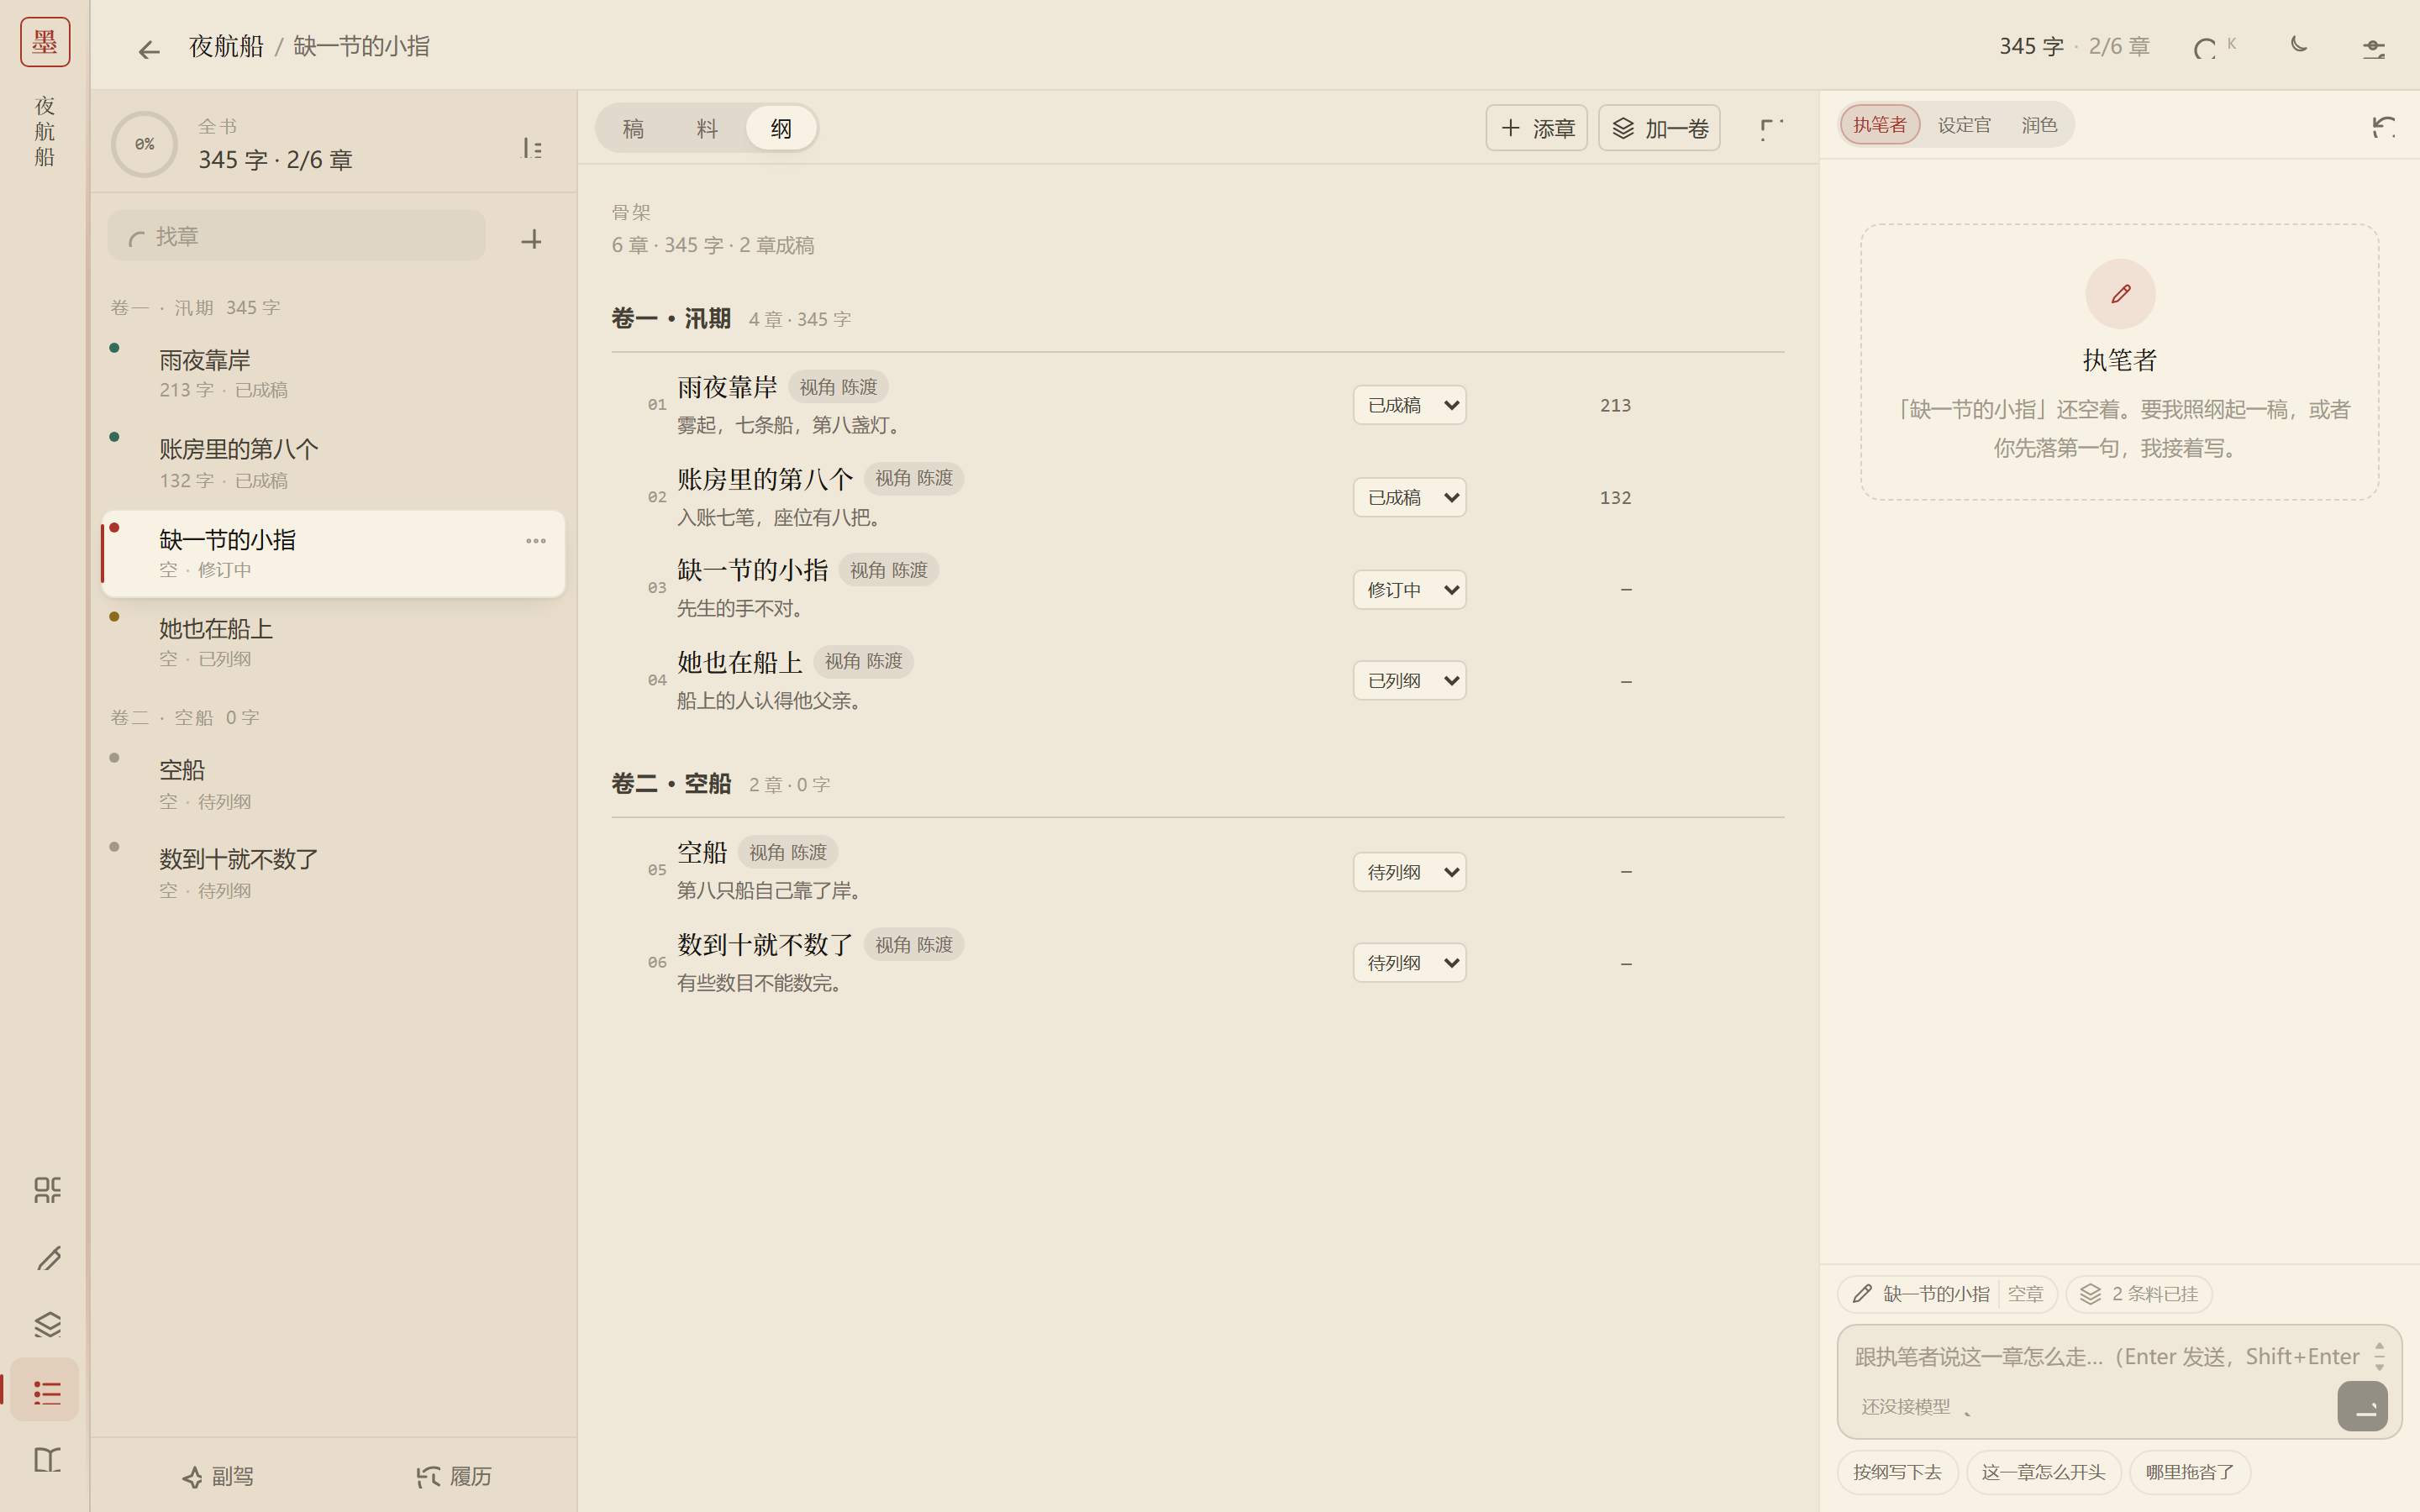 墨
夜航船
夜航船 / 缺一节的小指
345 字 · 2/6 章
K
0%
全书
345 字 · 2/6 章
找章
卷一 · 汛期 345 字
雨夜靠岸
213 字 · 已成稿
账房里的第八个
132 字 · 已成稿
缺一节的小指
空 · 修订中
她也在船上
空 · 已列纲
卷二 · 空船 0 字
空船
空 · 待列纲
数到十就不数了
空 · 待列纲
副驾
履历
稿 料 纲
添章 加一卷
骨架
6 章 · 345 字 · 2 章成稿
卷一 · 汛期 4 章 · 345 字
01 雨夜靠岸 视角 陈渡 已成稿 213
雾起，七条船，第八盏灯。
02 账房里的第八个 视角 陈渡 已成稿 132
入账七笔，座位有八把。
03 缺一节的小指 视角 陈渡 修订中 –
先生的手不对。
04 她也在船上 视角 陈渡 已列纲 –
船上的人认得他父亲。
卷二 · 空船 2 章 · 0 字
05 空船 视角 陈渡 待列纲 –
第八只船自己靠了岸。
06 数到十就不数了 视角 陈渡 待列纲 –
有些数目不能数完。
执笔者 设定官 润色
执笔者
「缺一节的小指」还空着。要我照纲起一稿，或者
你先落第一句，我接着写。
缺一节的小指 空章 2 条料已挂
跟执笔者说这一章怎么走…（Enter 发送，Shift+Enter
还没接模型
按纲写下去 这一章怎么开头 哪里拖沓了